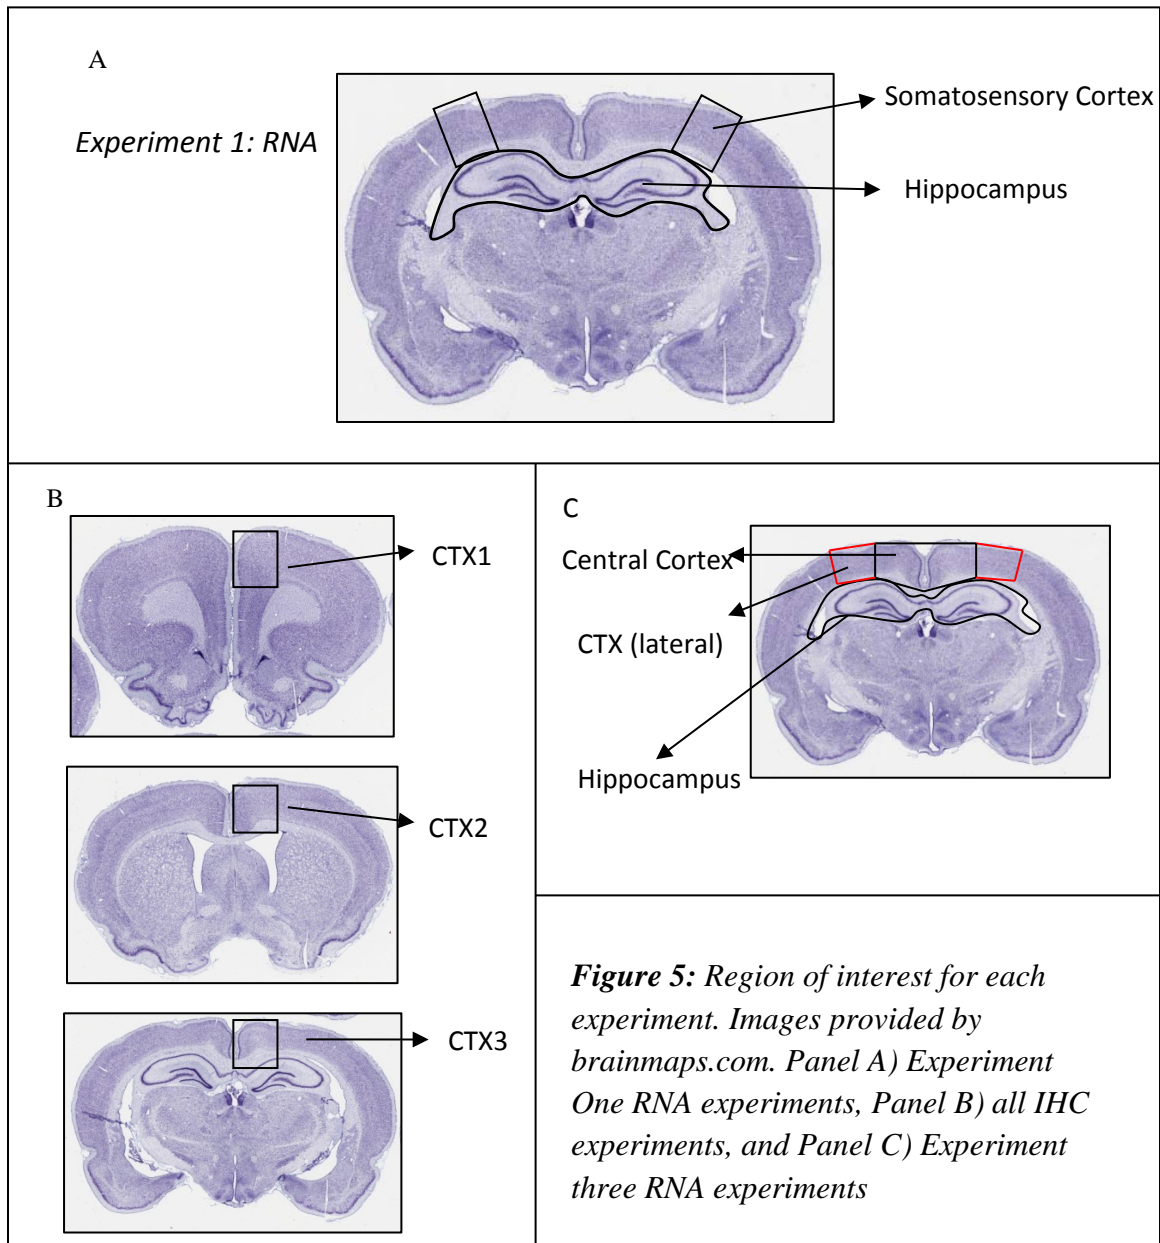 A
Experiment 1: RNA
Somatosensory Cortex
Hippocampus
B
CTX1
CTX2
CTX3
C
Central Cortex
CTX (lateral)
Hippocampus
Figure 5: Region of interest for each
experiment. Images provided by
brainmaps.com. Panel A) Experiment
One RNA experiments, Panel B) all IHC
experiments, and Panel C) Experiment
three RNA experiments